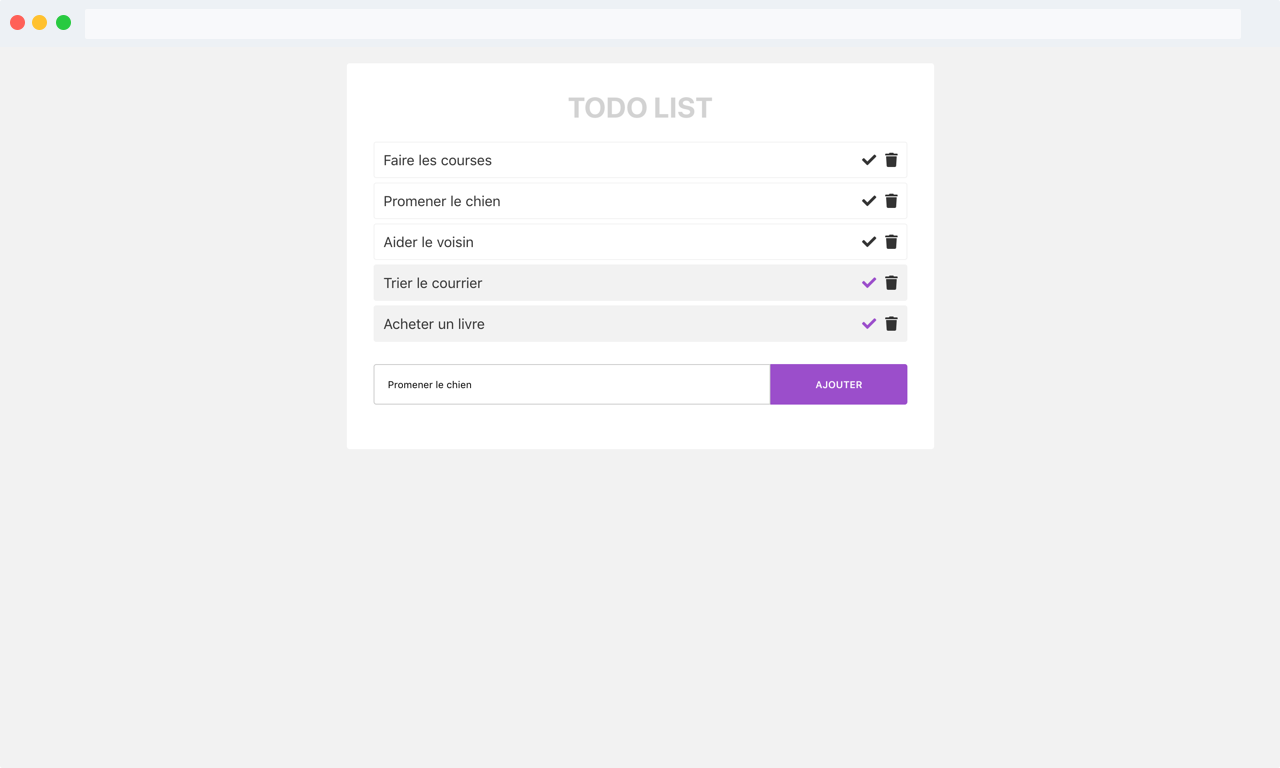 TODO LIST
Faire les courses
Promener le chien
Aider le voisin
Trier le courrier
Acheter un livre
Promener le chien
AJOUTER